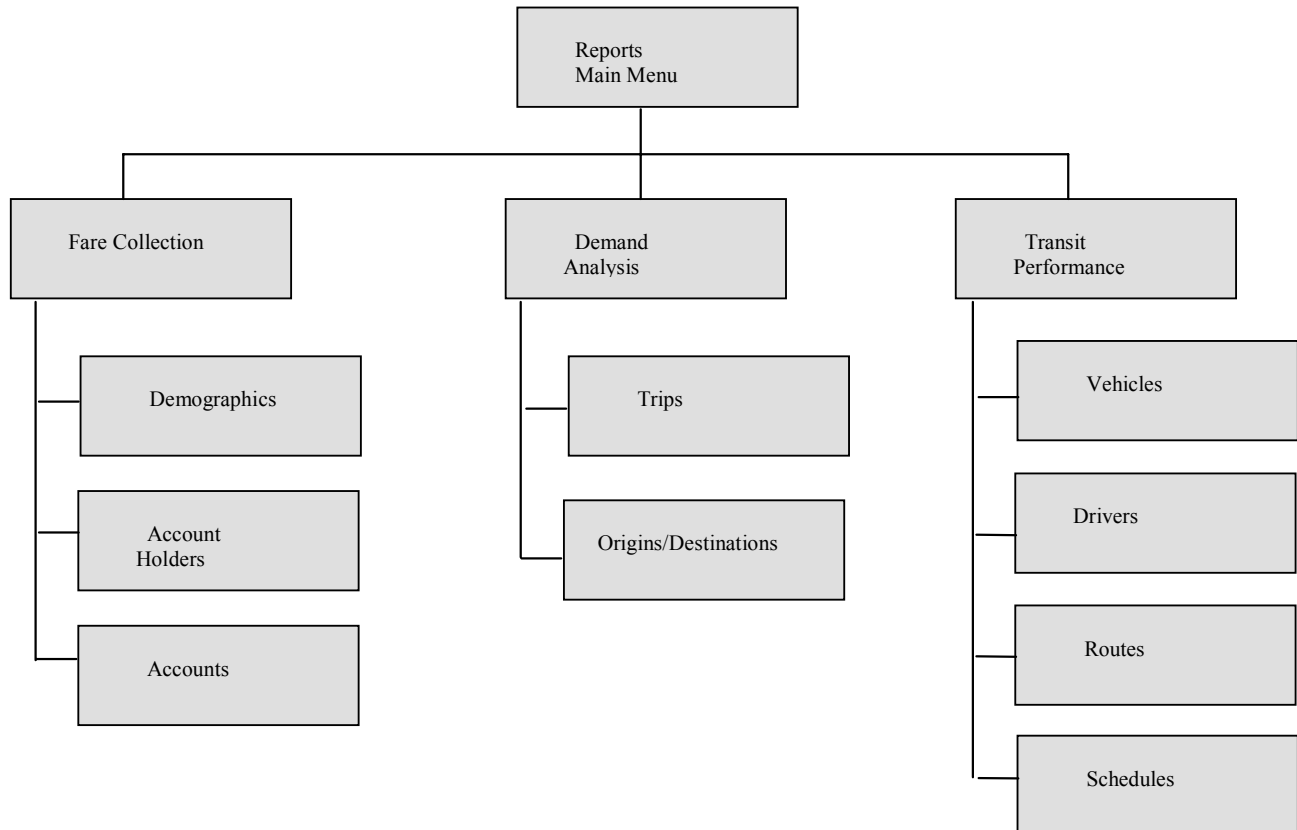 Reports
Main Menu
Fare Collection
Demand
Analysis
Transit
Performance
Demographics
Account
Holders
Accounts
Trips
Origins/Destinations
Vehicles
Drivers
Routes
Schedules